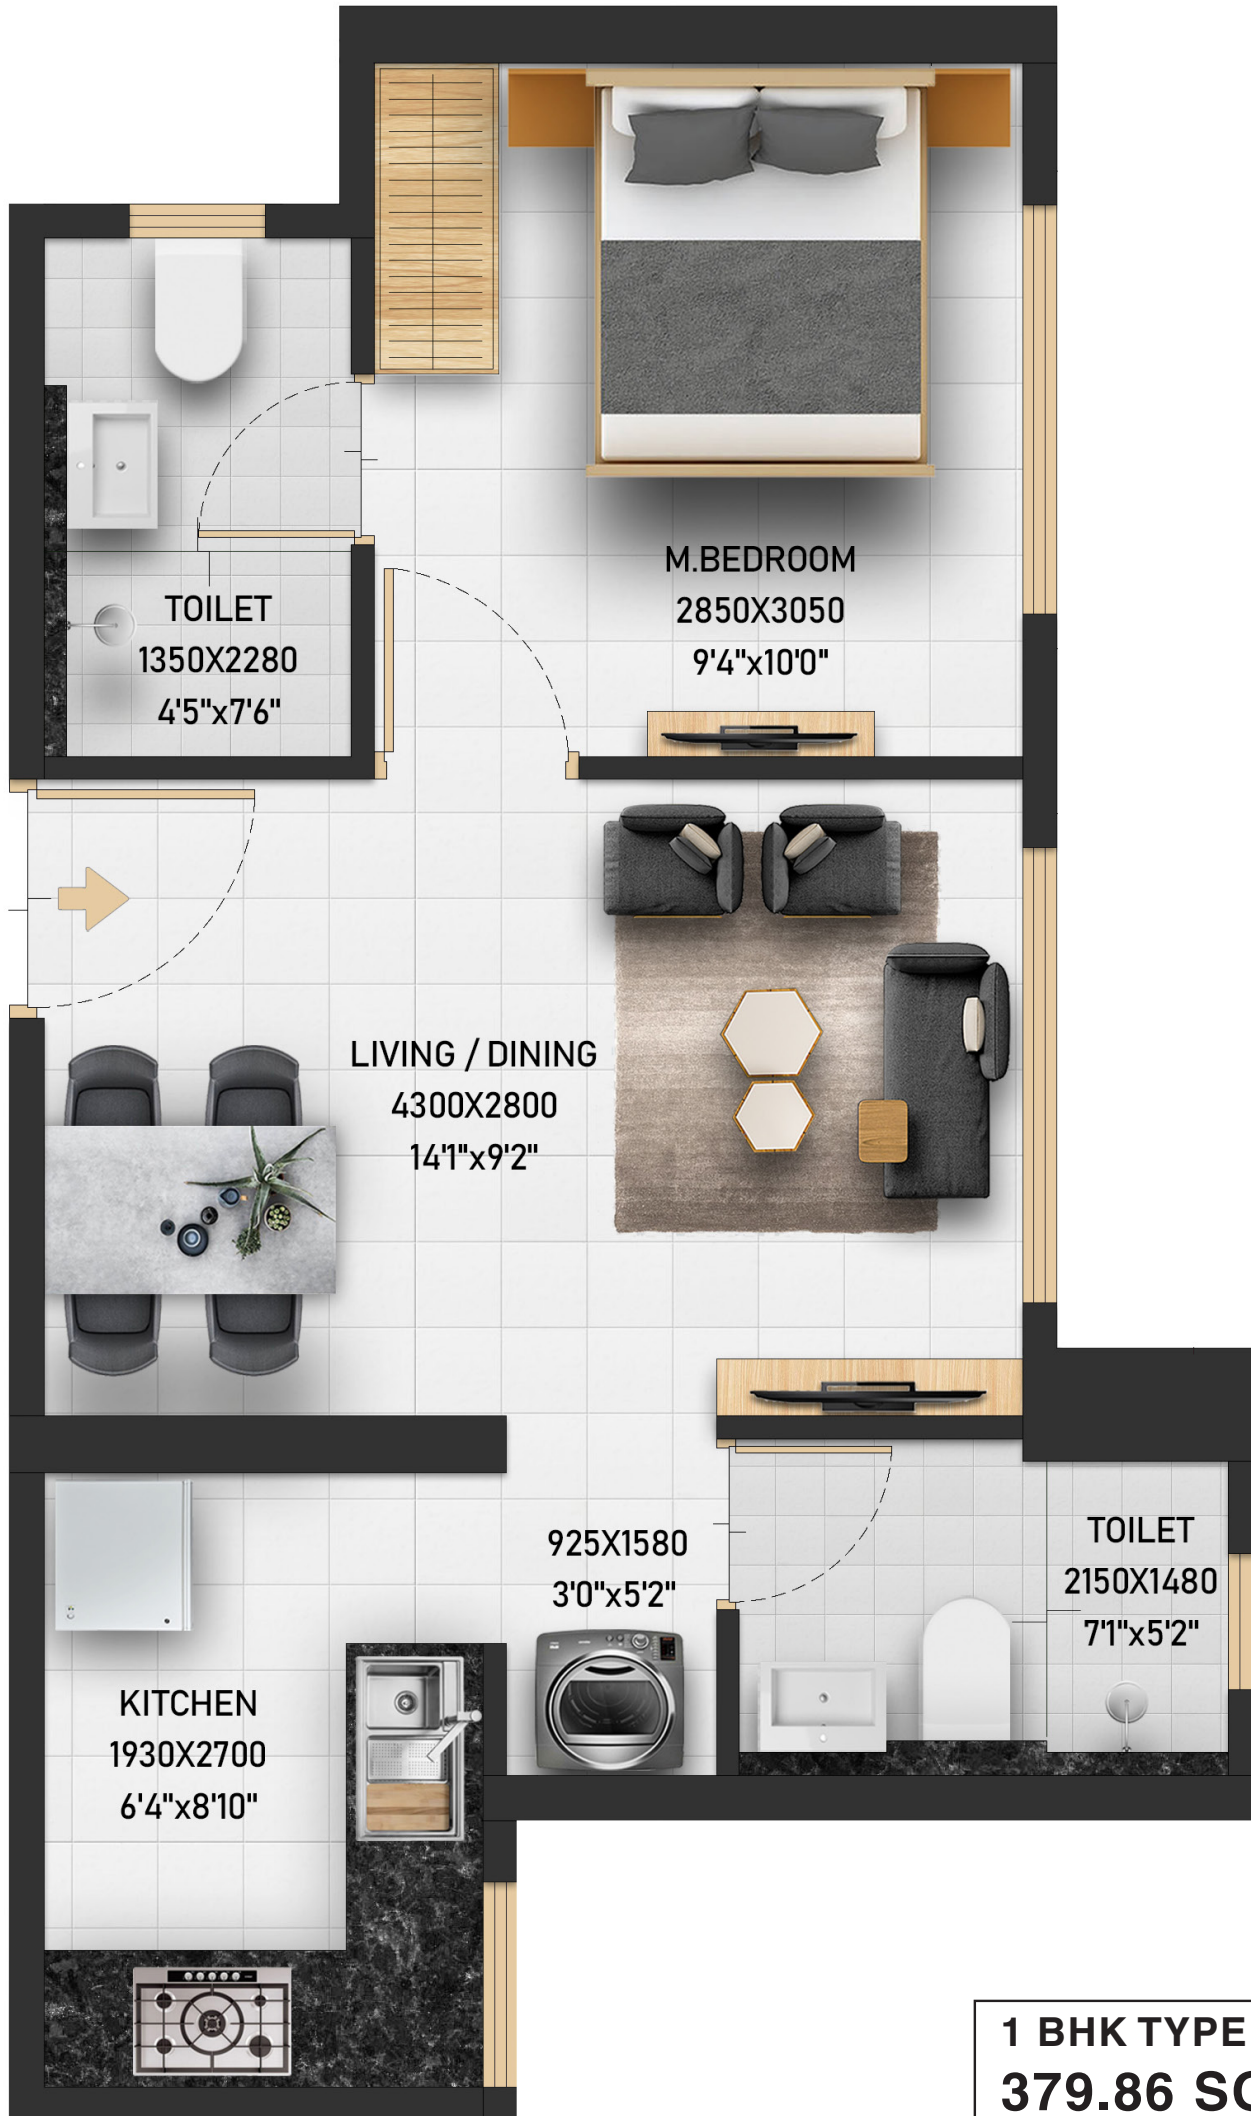 M.BEDROOM
2850X3050
9'4"x10'0"
TOILET
1350X2280
4'5"x7'6"
LIVING / DINING
4300X2800
14'1"x9'2"
925X1580
3'0"x5'2"
TOILET
2150X1480
7'1"x5'2"
KITCHEN
1930X2700
6'4"x8'10"
1 BHK TYPE
379.86